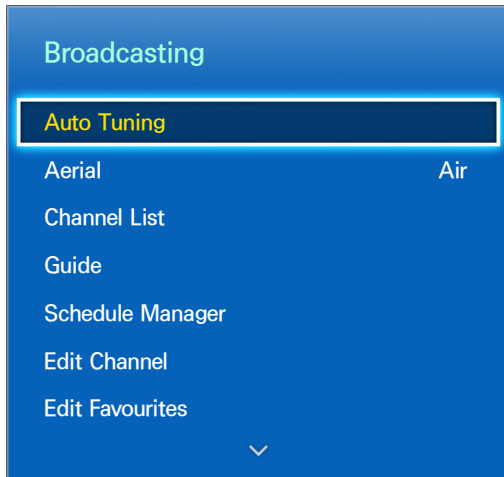 Broadcasting
Auto Tuning
Aerial Air
Channel List
Guide
Schedule Manager
Edit Channel
Edit Favourites